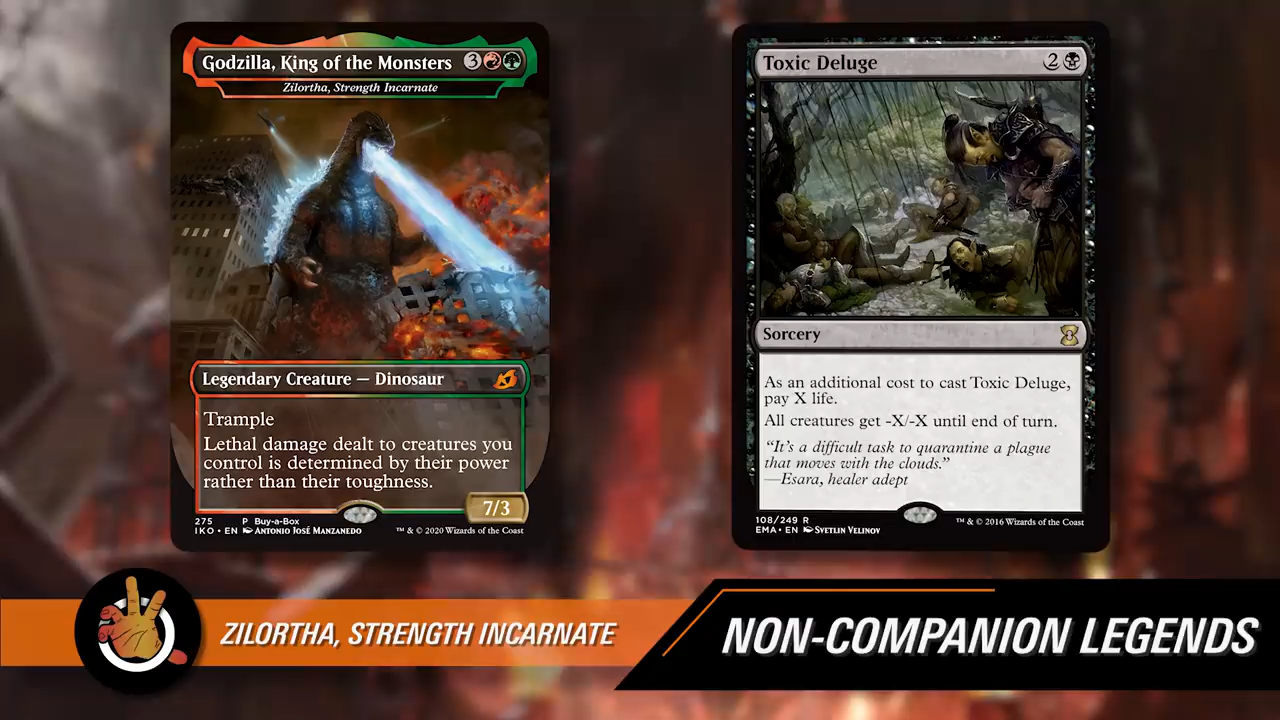 Godzilla, King of the Monsters 3
Zilortha, Strength Incarnate
Legendary Creature — Dinosaur
Trample
Lethal damage dealt to creatures you
control is determined by their power
rather than their toughness.
7/3
275 P Buy-a-Box
IKO • EN Antonio José Manzanedo ™ & © 2020 Wizards of the Coast
Toxic Deluge 2
Sorcery
As an additional cost to cast Toxic Deluge,
pay X life.
All creatures get -X/-X until end of turn.
“It’s a difficult task to quarantine a plague
that moves with the clouds.”
—Esara, healer adept
108/249 R
EMA • EN Svetlin Velinov ™ & © 2016 Wizards of the Coast
ZILORTHA, STRENGTH INCARNATE
NON-COMPANION LEGENDS